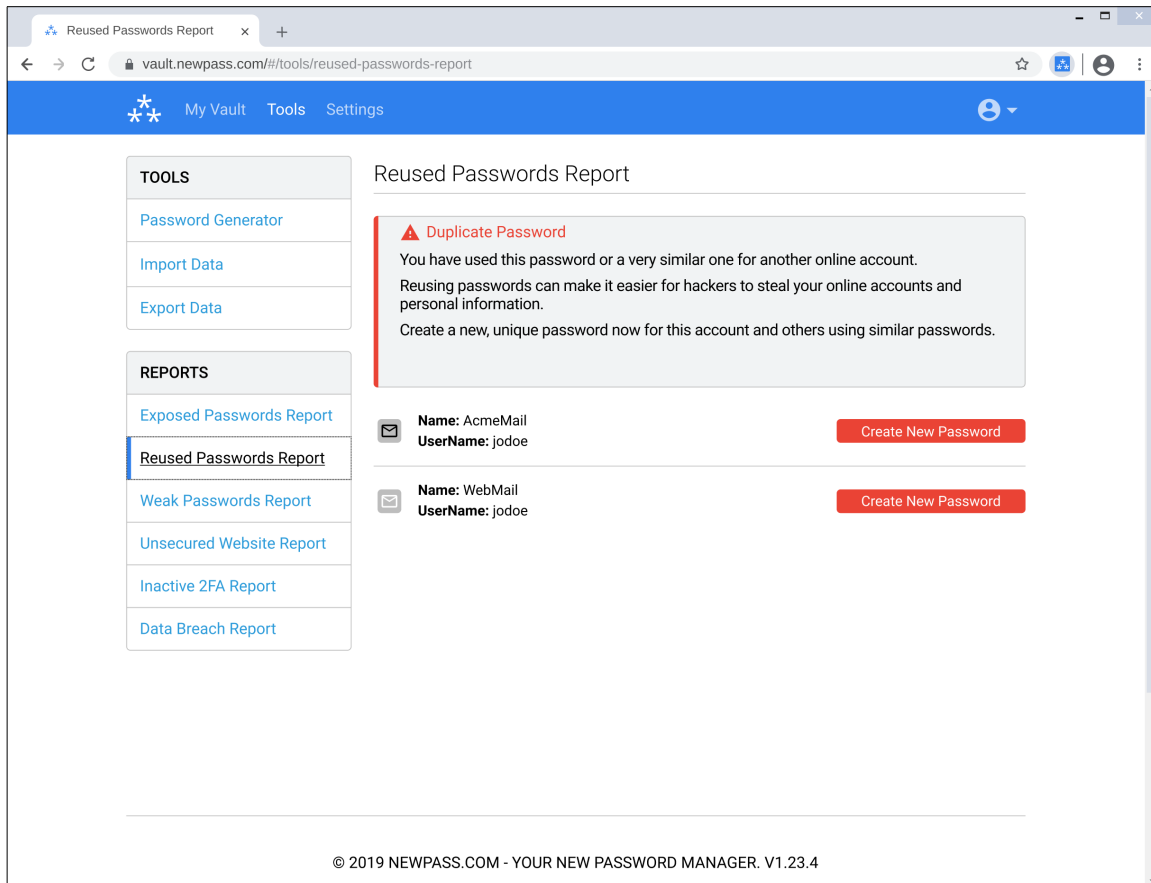 Reused Passwords Report
vault.newpass.com/#/tools/reused-passwords-report
My Vault Tools Settings
TOOLS
Password Generator
Import Data
Export Data
REPORTS
Exposed Passwords Report
Reused Passwords Report
Weak Passwords Report
Unsecured Website Report
Inactive 2FA Report
Data Breach Report
Reused Passwords Report
Duplicate Password
You have used this password or a very similar one for another online account.
Reusing passwords can make it easier for hackers to steal your online accounts and
personal information.
Create a new, unique password now for this account and others using similar passwords.
Name: AcmeMail
UserName: jodoe
Create New Password
Name: WebMail
UserName: jodoe
Create New Password
© 2019 NEWPASS.COM - YOUR NEW PASSWORD MANAGER. V1.23.4